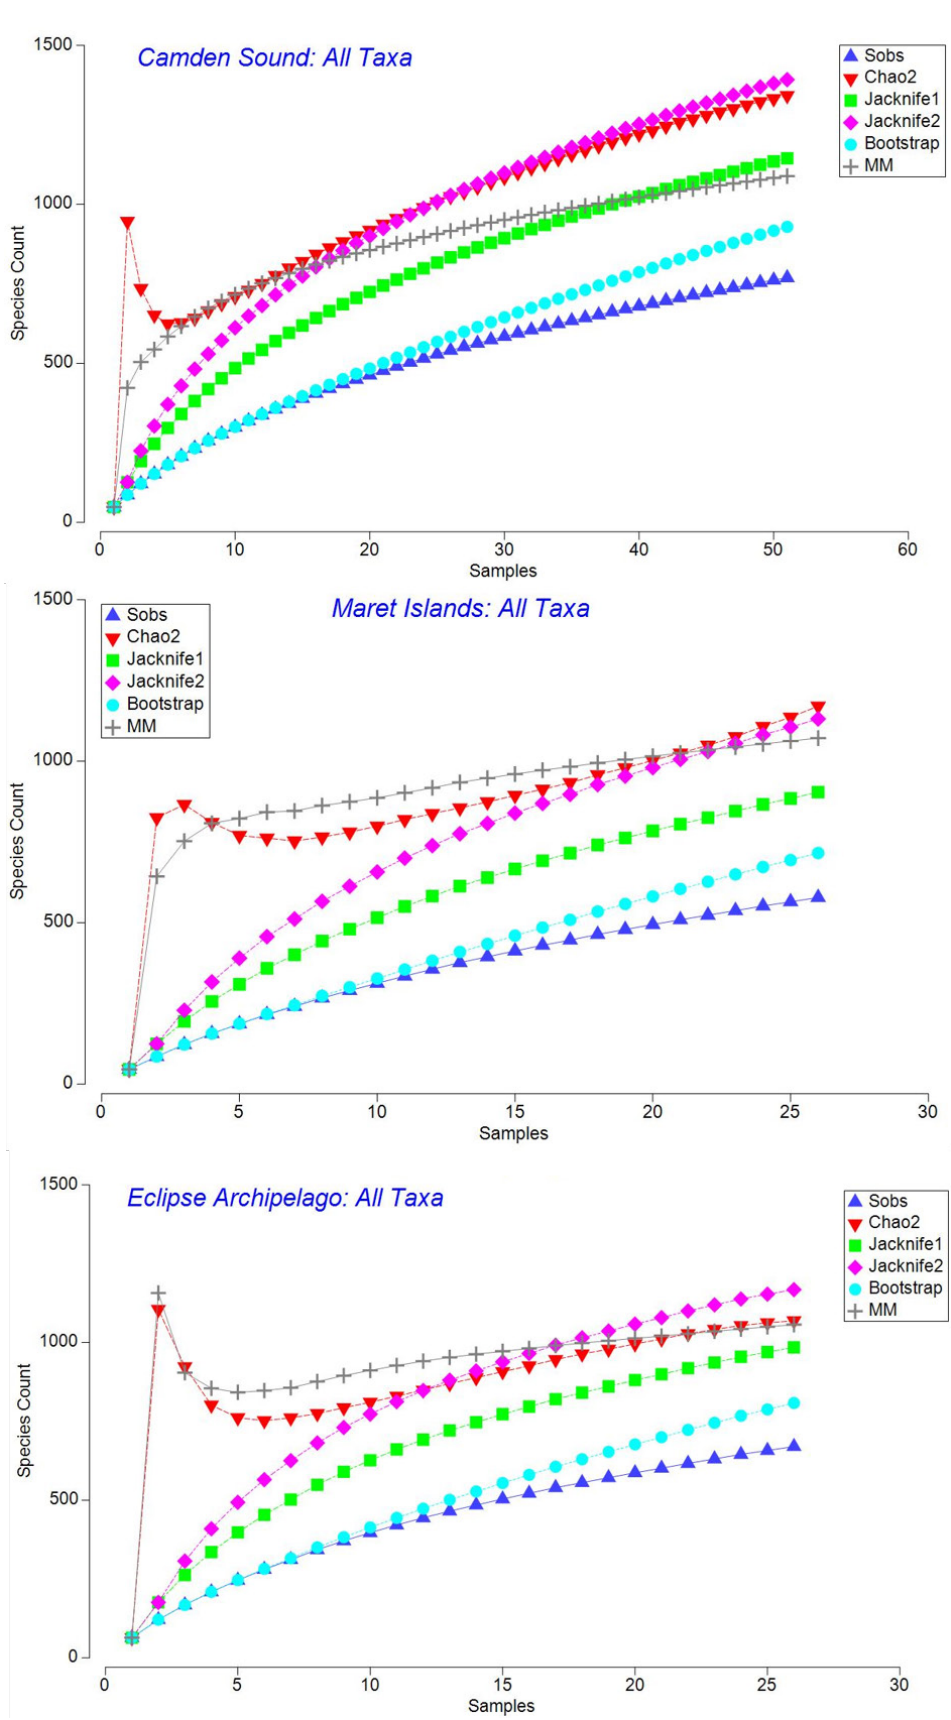 Camden Sound: All Taxa
1500
1000
500
0
Species Count
0 10 20 30 40 50 60
Samples
Sobs
Chao2
Jacknife1
Jacknife2
Bootstrap
MM
Maret Islands: All Taxa
Sobs
Chao2
Jacknife1
Jacknife2
Bootstrap
MM
1500
1000
500
0
Species Count
0 5 10 15 20 25 30
Samples
Eclipse Archipelago: All Taxa
1500
1000
500
0
Species Count
0 5 10 15 20 25 30
Samples
Sobs
Chao2
Jacknife1
Jacknife2
Bootstrap
MM